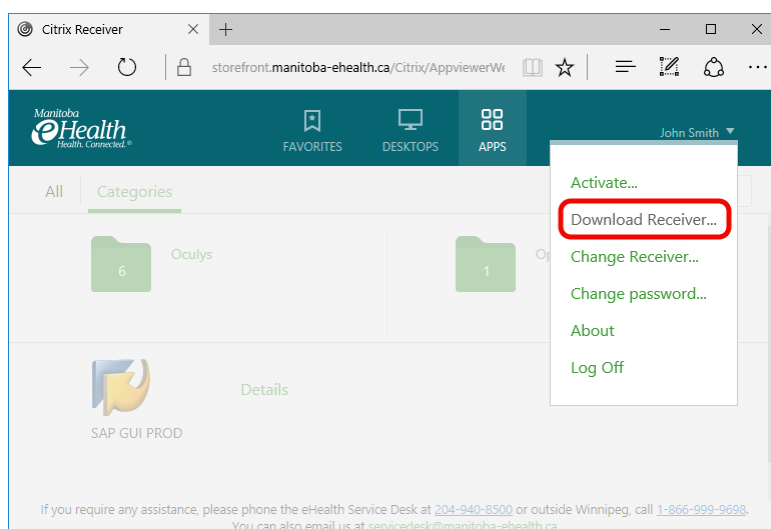 Citrix Receiver
storefront.manitoba-ehealth.ca/Citrix/AppviewerWe
Manitoba
eHealth
Health. Connected.®
FAVORITES
DESKTOPS
APPS
John Smith
All
Categories
Activate...
Download Receiver...
Change Receiver...
Change password...
About
Log Off
6
Oculys
1
Op
SAP GUI PROD
Details
If you require any assistance, please phone the eHealth Service Desk at 204-940-8500 or outside Winnipeg, call 1-866-999-9698.
You can also email us at servicedesk@manitoba-ehealth.ca